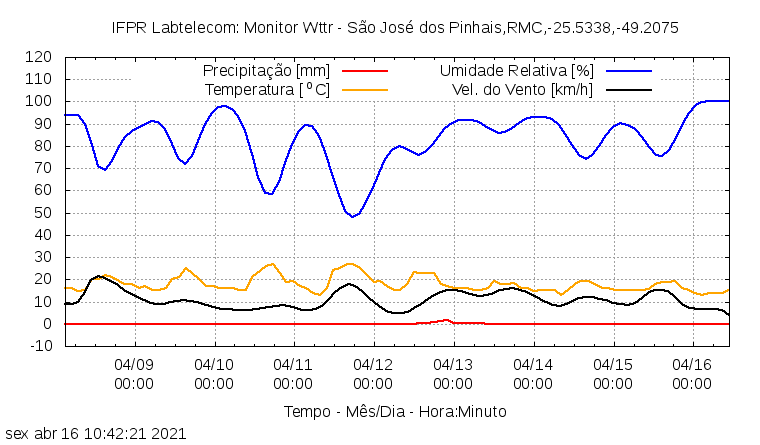 IFPR Labtelecom: Monitor Wttr - São José dos Pinhais,RMC,-25.5338,-49.2075
120
110
100
90
80
70
60
50
40
30
20
10
0
-10
Precipitação [mm]
Temperatura [⁰C]
Umidade Relativa [%]
Vel. do Vento [km/h]
04/09 04/10 04/11 04/12 04/13 04/14 04/15 04/16
00:00 00:00 00:00 00:00 00:00 00:00 00:00 00:00
Tempo - Mês/Dia - Hora:Minuto
sex abr 16 10:42:21 2021